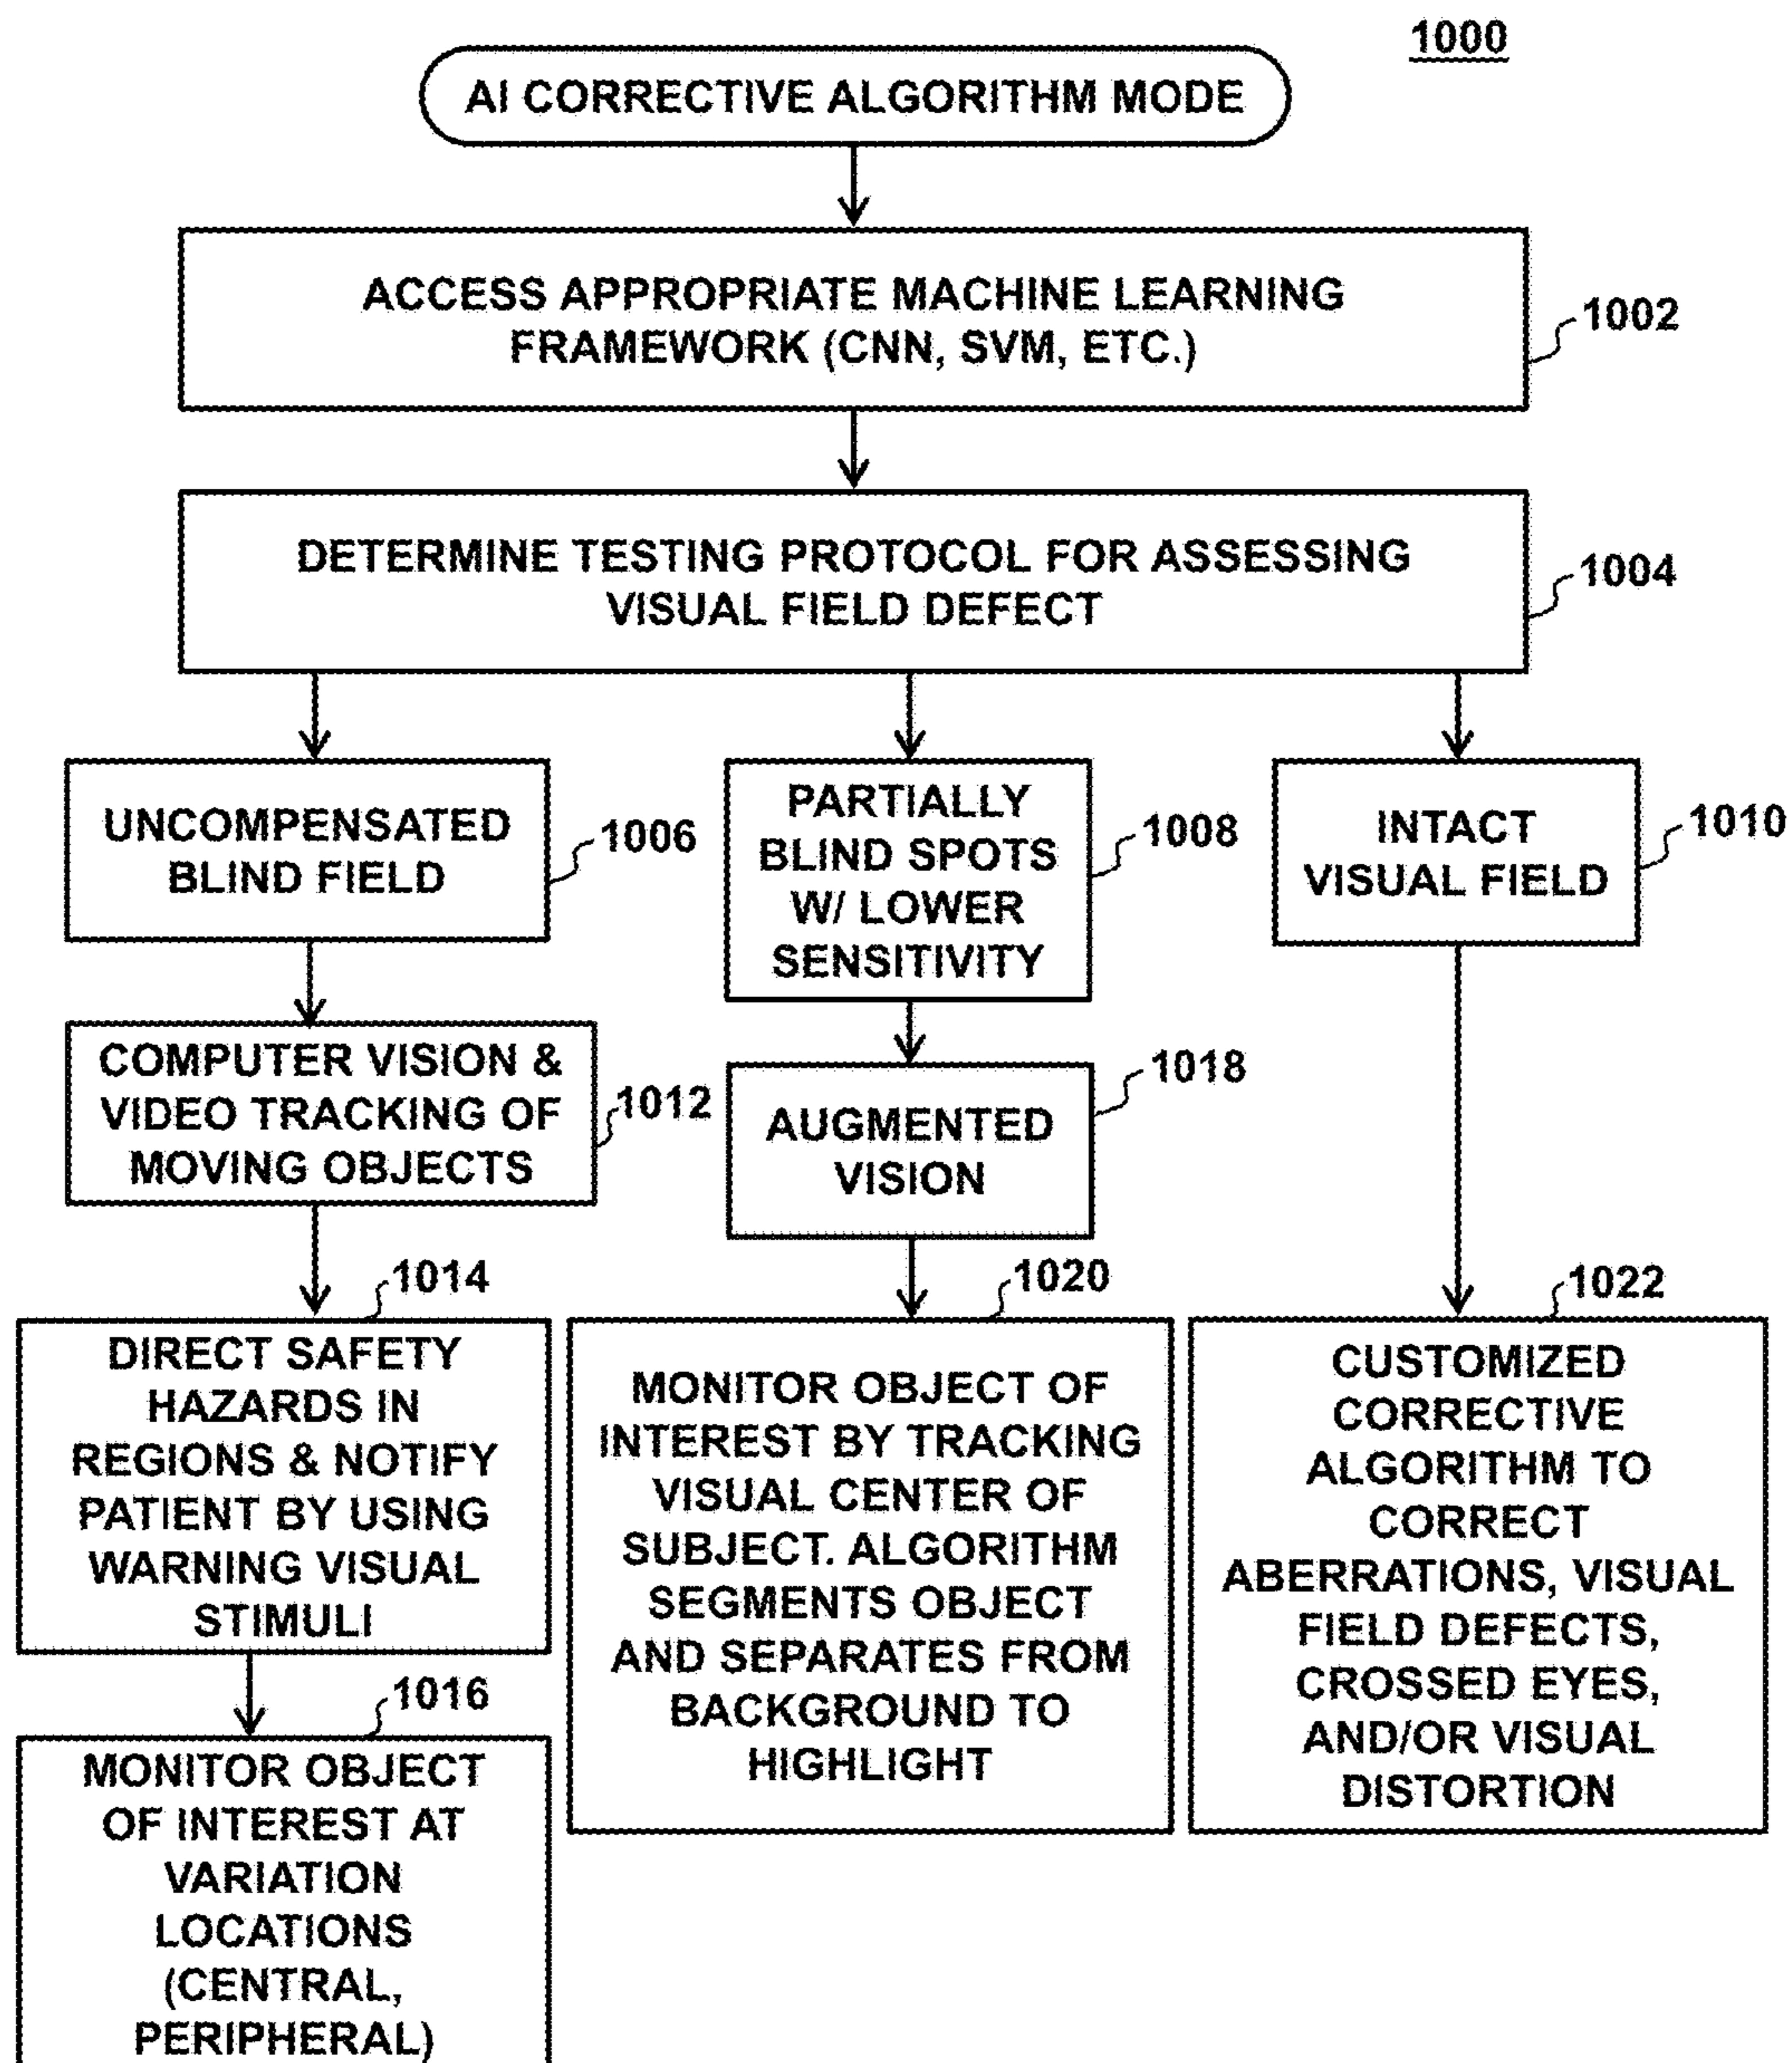 1000
AI CORRECTIVE ALGORITHM MODE
ACCESS APPROPRIATE MACHINE LEARNING
FRAMEWORK (CNN, SVM, ETC.)
1002
DETERMINE TESTING PROTOCOL FOR ASSESSING
VISUAL FIELD DEFECT
1004
UNCOMPENSATED
BLIND FIELD
1006
PARTIALLY
BLIND SPOTS
W/ LOWER
SENSITIVITY
1008
INTACT
VISUAL FIELD
1010
COMPUTER VISION &
VIDEO TRACKING OF
MOVING OBJECTS
1012
AUGMENTED
VISION
1018
1014
DIRECT SAFETY
HAZARDS IN
REGIONS & NOTIFY
PATIENT BY USING
WARNING VISUAL
STIMULI
1020
MONITOR OBJECT OF
INTEREST BY TRACKING
VISUAL CENTER OF
SUBJECT. ALGORITHM
SEGMENTS OBJECT
AND SEPARATES FROM
BACKGROUND TO
HIGHLIGHT
1022
CUSTOMIZED
CORRECTIVE
ALGORITHM TO
CORRECT
ABERRATIONS, VISUAL
FIELD DEFECTS,
CROSSED EYES,
AND/OR VISUAL
DISTORTION
1016
MONITOR OBJECT
OF INTEREST AT
VARIATION
LOCATIONS
(CENTRAL,
PERIPHERAL)